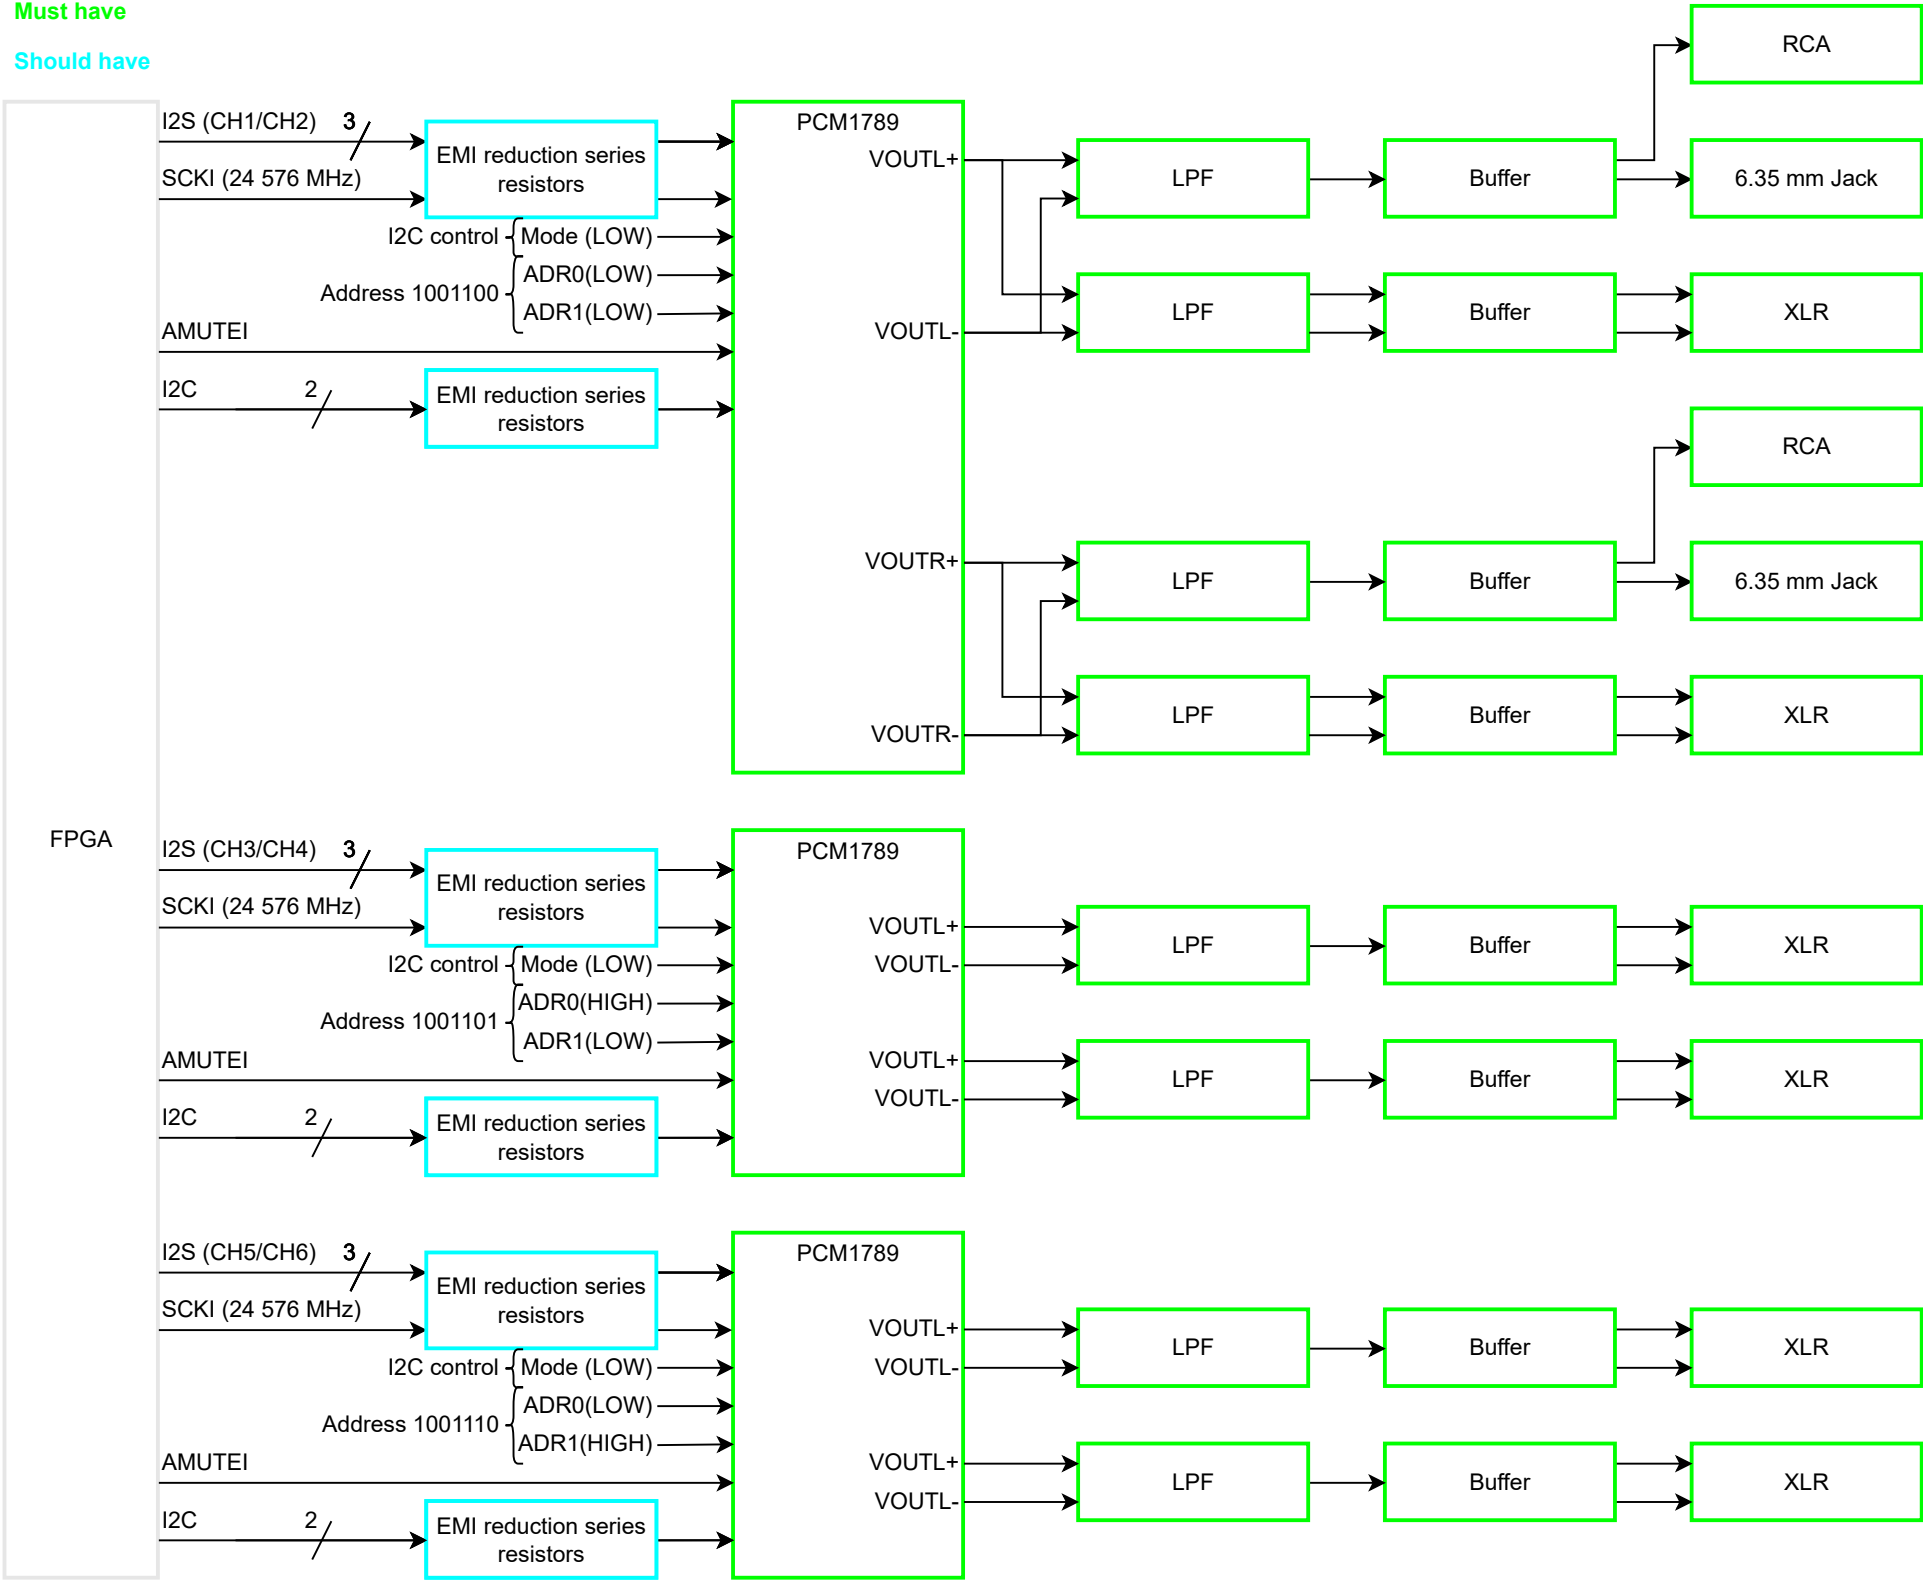 Must have
Should have
FPGA
I2S (CH1/CH2)
3
SCKI (24 576 MHz)
EMI reduction series
resistors
I2C control
Mode (LOW)
Address 1001100
ADR0(LOW)
ADR1(LOW)
AMUTEI
I2C
2
EMI reduction series
resistors
PCM1789
VOUTL+
VOUTL-
VOUTR+
VOUTR-
LPF
Buffer
RCA
6.35 mm Jack
LPF
Buffer
XLR
RCA
LPF
Buffer
6.35 mm Jack
LPF
Buffer
XLR
I2S (CH3/CH4)
3
SCKI (24 576 MHz)
EMI reduction series
resistors
I2C control
Mode (LOW)
Address 1001101
ADR0(HIGH)
ADR1(LOW)
AMUTEI
I2C
2
EMI reduction series
resistors
PCM1789
VOUTL+
VOUTL-
VOUTL+
VOUTL-
LPF
Buffer
XLR
LPF
Buffer
XLR
I2S (CH5/CH6)
3
SCKI (24 576 MHz)
EMI reduction series
resistors
I2C control
Mode (LOW)
Address 1001110
ADR0(LOW)
ADR1(HIGH)
AMUTEI
I2C
2
EMI reduction series
resistors
PCM1789
VOUTL+
VOUTL-
VOUTL+
VOUTL-
LPF
Buffer
XLR
LPF
Buffer
XLR